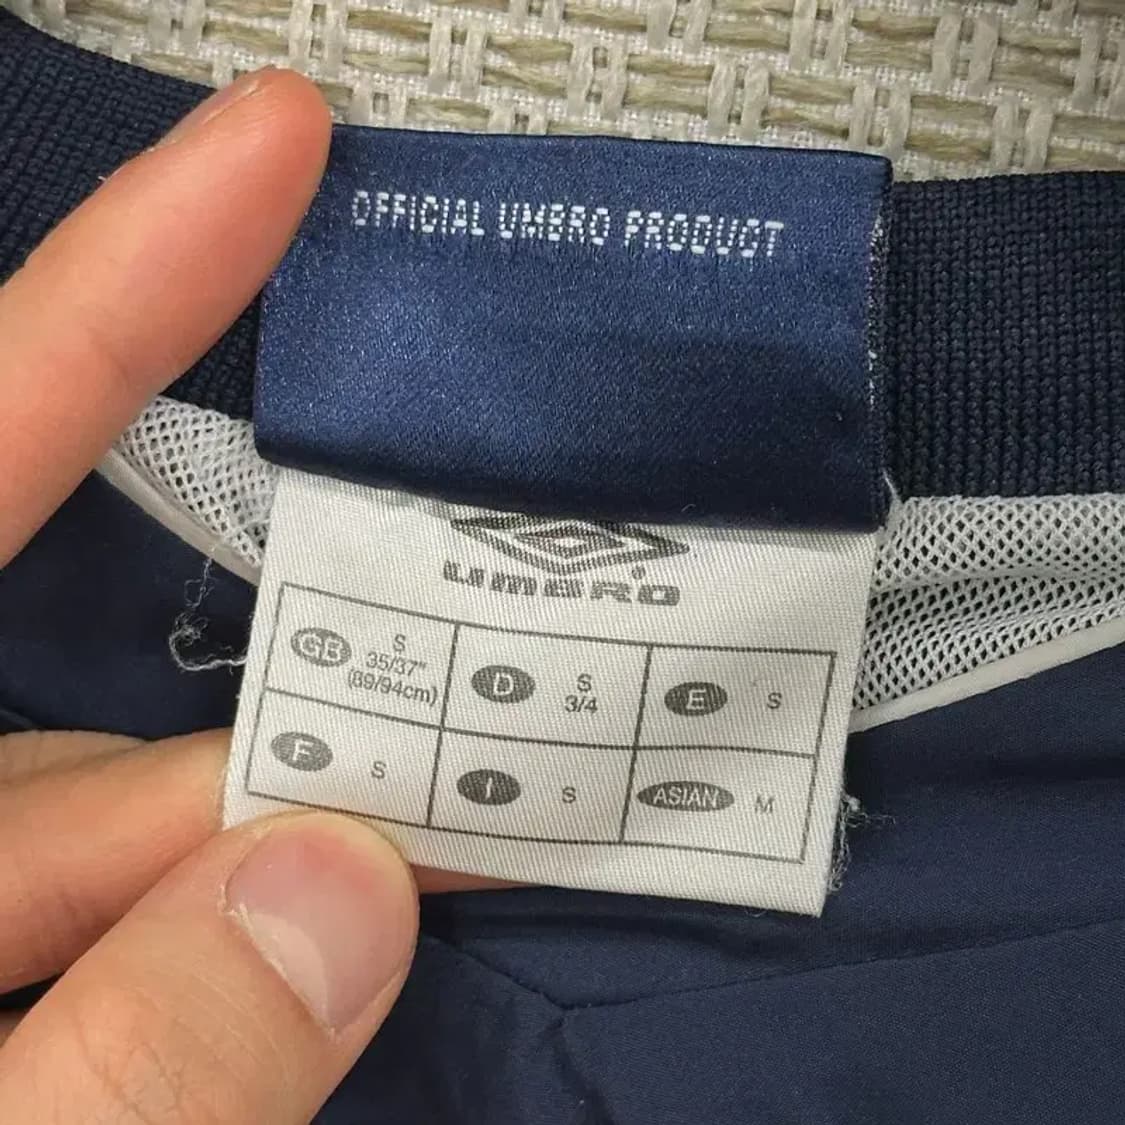 OFFICIAL UMBRO PRODUCT
UMBRO
GB S 35/37" (89/94cm)
D S 3/4
E S
F S
I S
ASIAN M